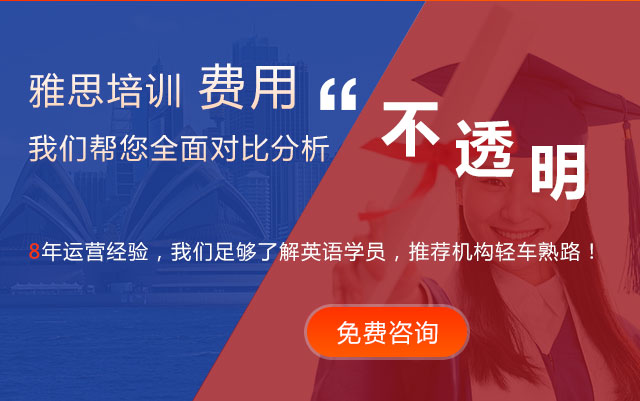 雅思培训 费用 “不透明
我们帮您全面对比分析
8年运营经验，我们足够了解英语学员，推荐机构轻车熟路！
免费咨询